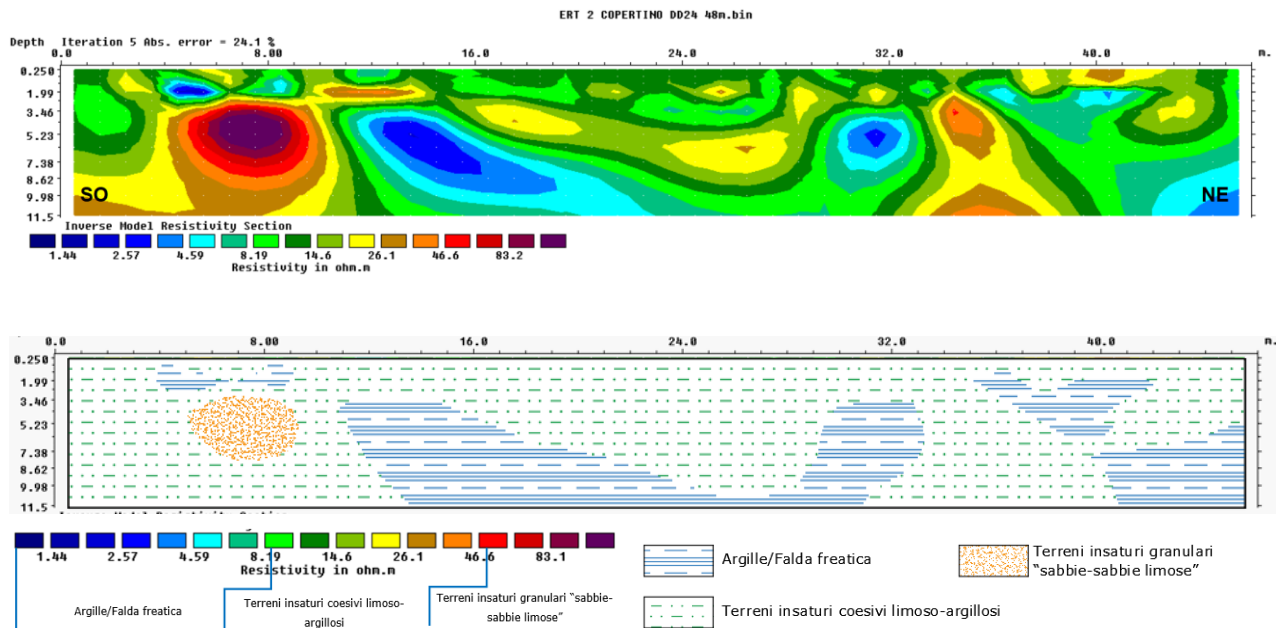 ERT 2 COPERTINO DD24 48m.bin
Depth Iteration 5 Abs. error = 24.1 %
0.0 8.00 16.0 24.0 32.0 40.0 m.
0.250
1.99
3.46
5.23
7.38
8.62
9.98
11.5
SO
NE
Inverse Model Resistivity Section
1.44 2.57 4.59 8.19 14.6 26.1 46.6 83.2
Resistivity in ohm.m
0.0 8.00 16.0 24.0 32.0 40.0 m.
0.250
1.99
3.46
5.23
7.38
8.62
9.98
11.5
1.44 2.57 4.59 8.19 14.6 26.1 46.6 83.1
Resistivity in ohm.m
Argille/Falda freatica
Terreni insaturi coesivi limoso-
argillosi
Terreni insaturi granulari "sabbie-
sabbie limose"
Argille/Falda freatica
Terreni insaturi granulari
"sabbie-sabbie limose"
Terreni insaturi coesivi limoso-argillosi